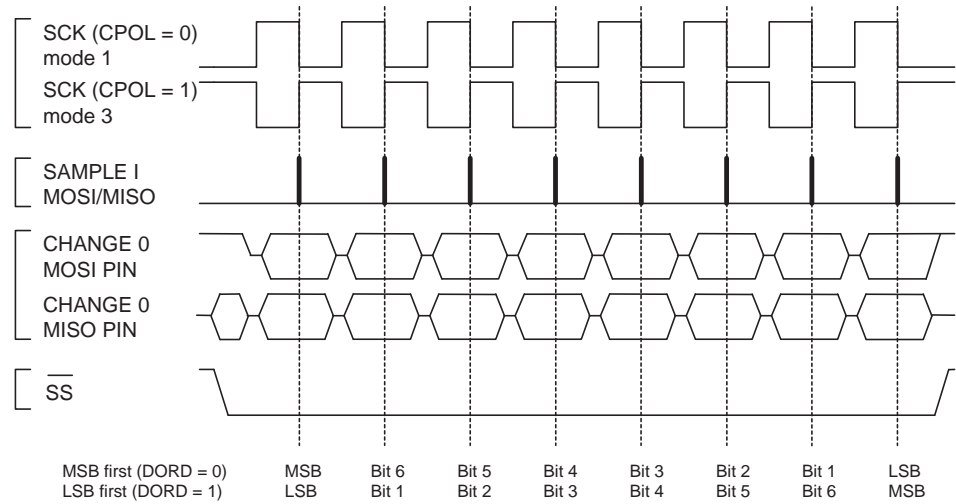 SCK (CPOL = 0)
mode 1
SCK (CPOL = 1)
mode 3
SAMPLE I
MOSI/MISO
CHANGE 0
MOSI PIN
CHANGE 0
MISO PIN
SS
MSB first (DORD = 0) MSB Bit 6 Bit 5 Bit 4 Bit 3 Bit 2 Bit 1 LSB
LSB first (DORD = 1) LSB Bit 1 Bit 2 Bit 3 Bit 4 Bit 5 Bit 6 MSB